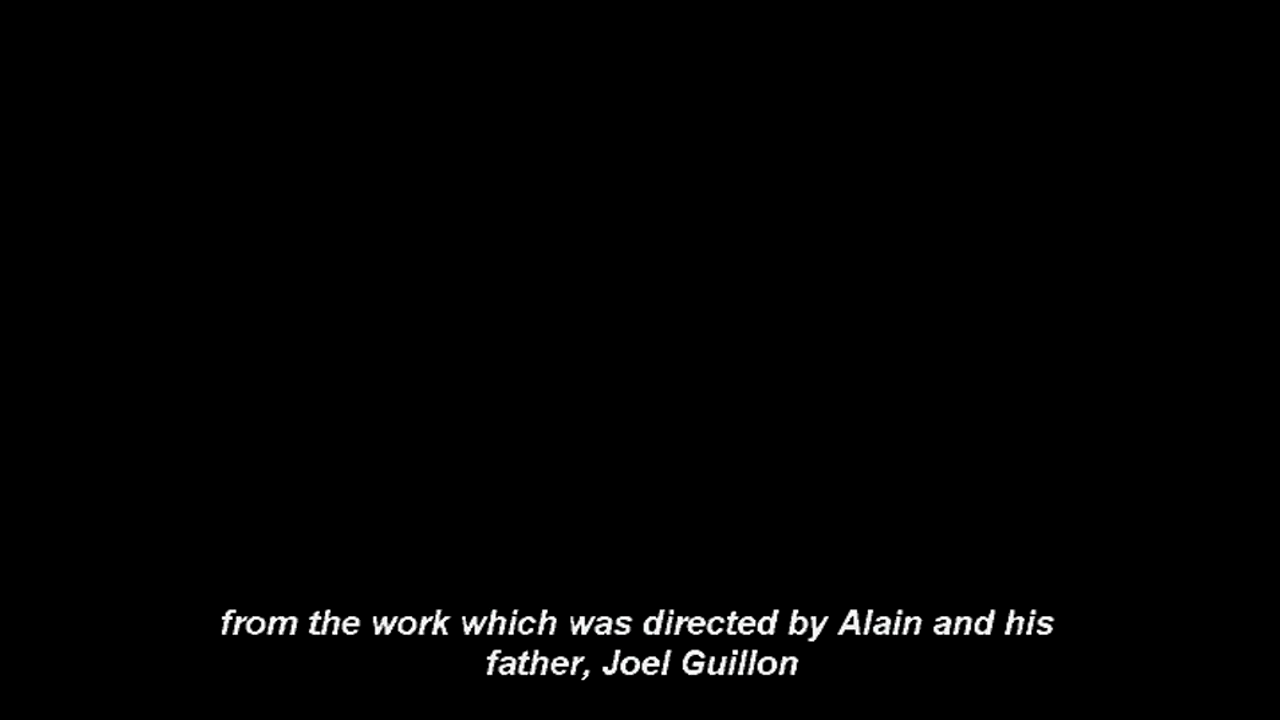 from the work which was directed by Alain and his
father, Joel Guillon